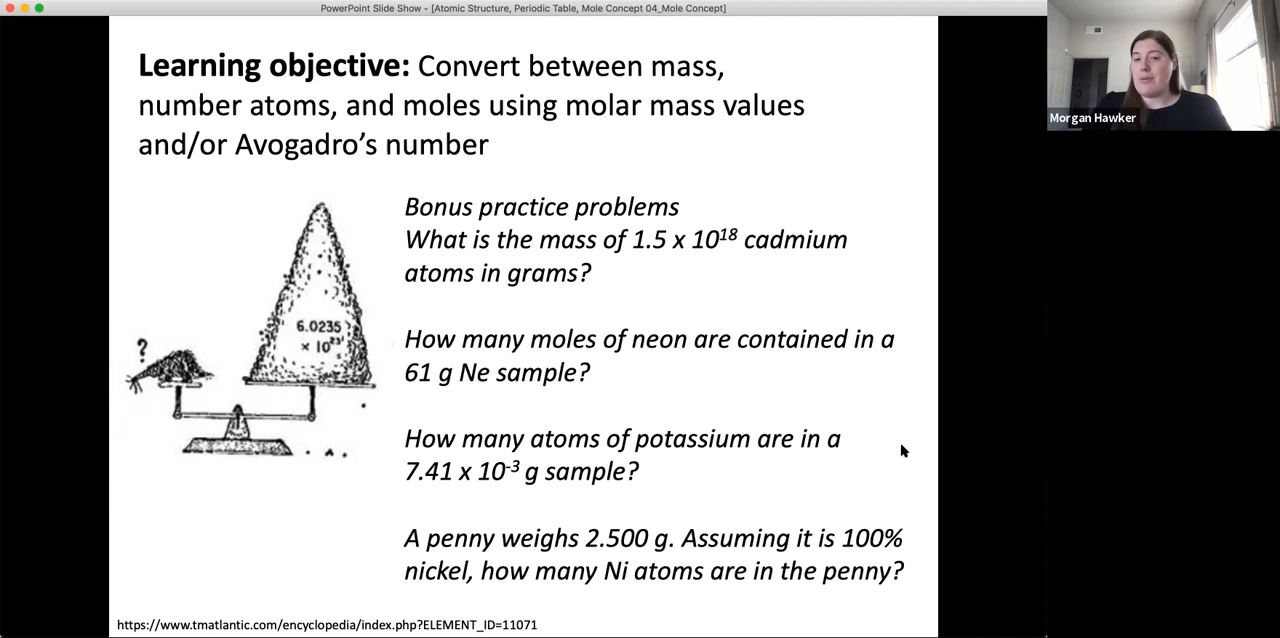 PowerPoint Slide Show - [Atomic Structure, Periodic Table, Mole Concept 04_Mole Concept]
Morgan Hawker
Learning objective: Convert between mass,
number atoms, and moles using molar mass values
and/or Avogadro's number
Bonus practice problems
What is the mass of 1.5 x 10¹⁸ cadmium
atoms in grams?
How many moles of neon are contained in a
61 g Ne sample?
How many atoms of potassium are in a
7.41 x 10⁻³ g sample?
A penny weighs 2.500 g. Assuming it is 100%
nickel, how many Ni atoms are in the penny?
?
6.0235
x 10²³
https://www.tmatlantic.com/encyclopedia/index.php?ELEMENT_ID=11071